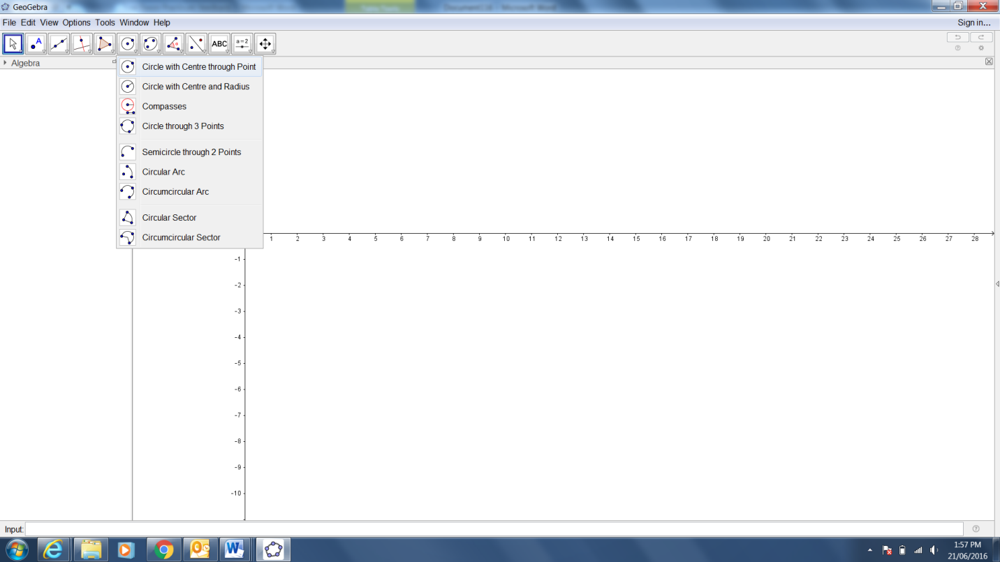 GeoGebra
File Edit View Options Tools Window Help
Sign in...
A
α
ABC
a=2
Algebra
Circle with Centre through Point
Circle with Centre and Radius
Compasses
Circle through 3 Points
Semicircle through 2 Points
Circular Arc
Circumcircular Arc
Circular Sector
Circumcircular Sector
1 2 3 4 5 6 7 8 9 10 11 12 13 14 15 16 17 18 19 20 21 22 23 24 25 26 27 28
-1
-2
-3
-4
-5
-6
-7
-8
-9
-10
Input:
1:57 PM
21/06/2016